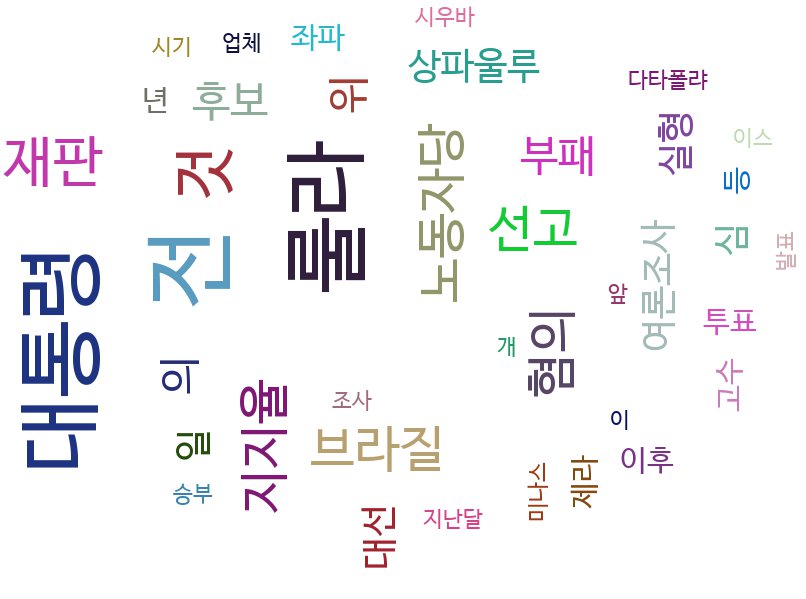 시우바
시기
업체
좌파
상파울루
다타폴랴
년
후보
위
실형
이스
재판
것
룰라
노동자당
부패
등
전
선고
심
발표
대통령
여론조사
앞
투표
혐의
개
의
고수
지지율
조사
이
일
브라질
이후
승부
미나스
제라
대선
지난달